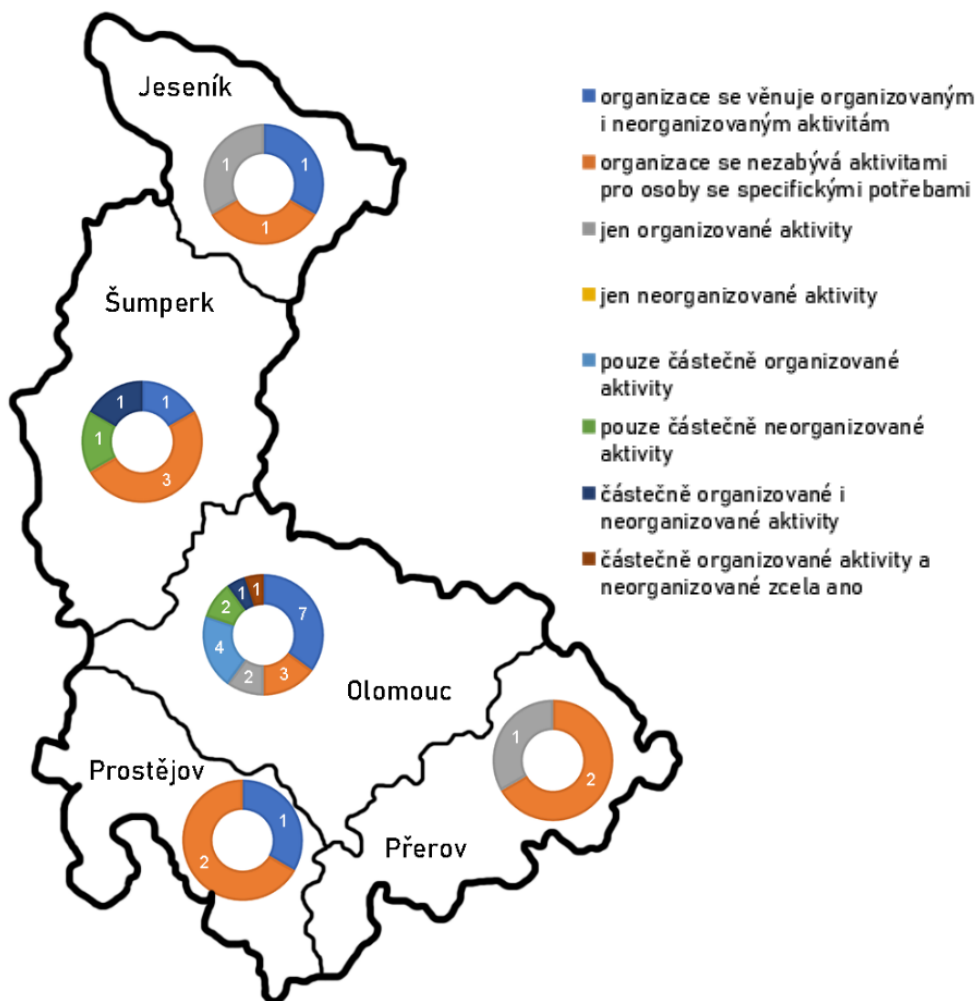 Jeseník
1
1
1
Šumperk
1
1
1
3
1
1
2
7
4
2
3
Olomouc
1
2
Prostějov
1
2
Přerov
organizace se věnuje organizovaným
i neorganizovaným aktivitám
organizace se nezabývá aktivitami
pro osoby se specifickými potřebami
jen organizované aktivity
jen neorganizované aktivity
pouze částečně organizované
aktivity
pouze částečně neorganizované
aktivity
částečně organizované i
neorganizované aktivity
částečně organizované aktivity a
neorganizované zcela ano